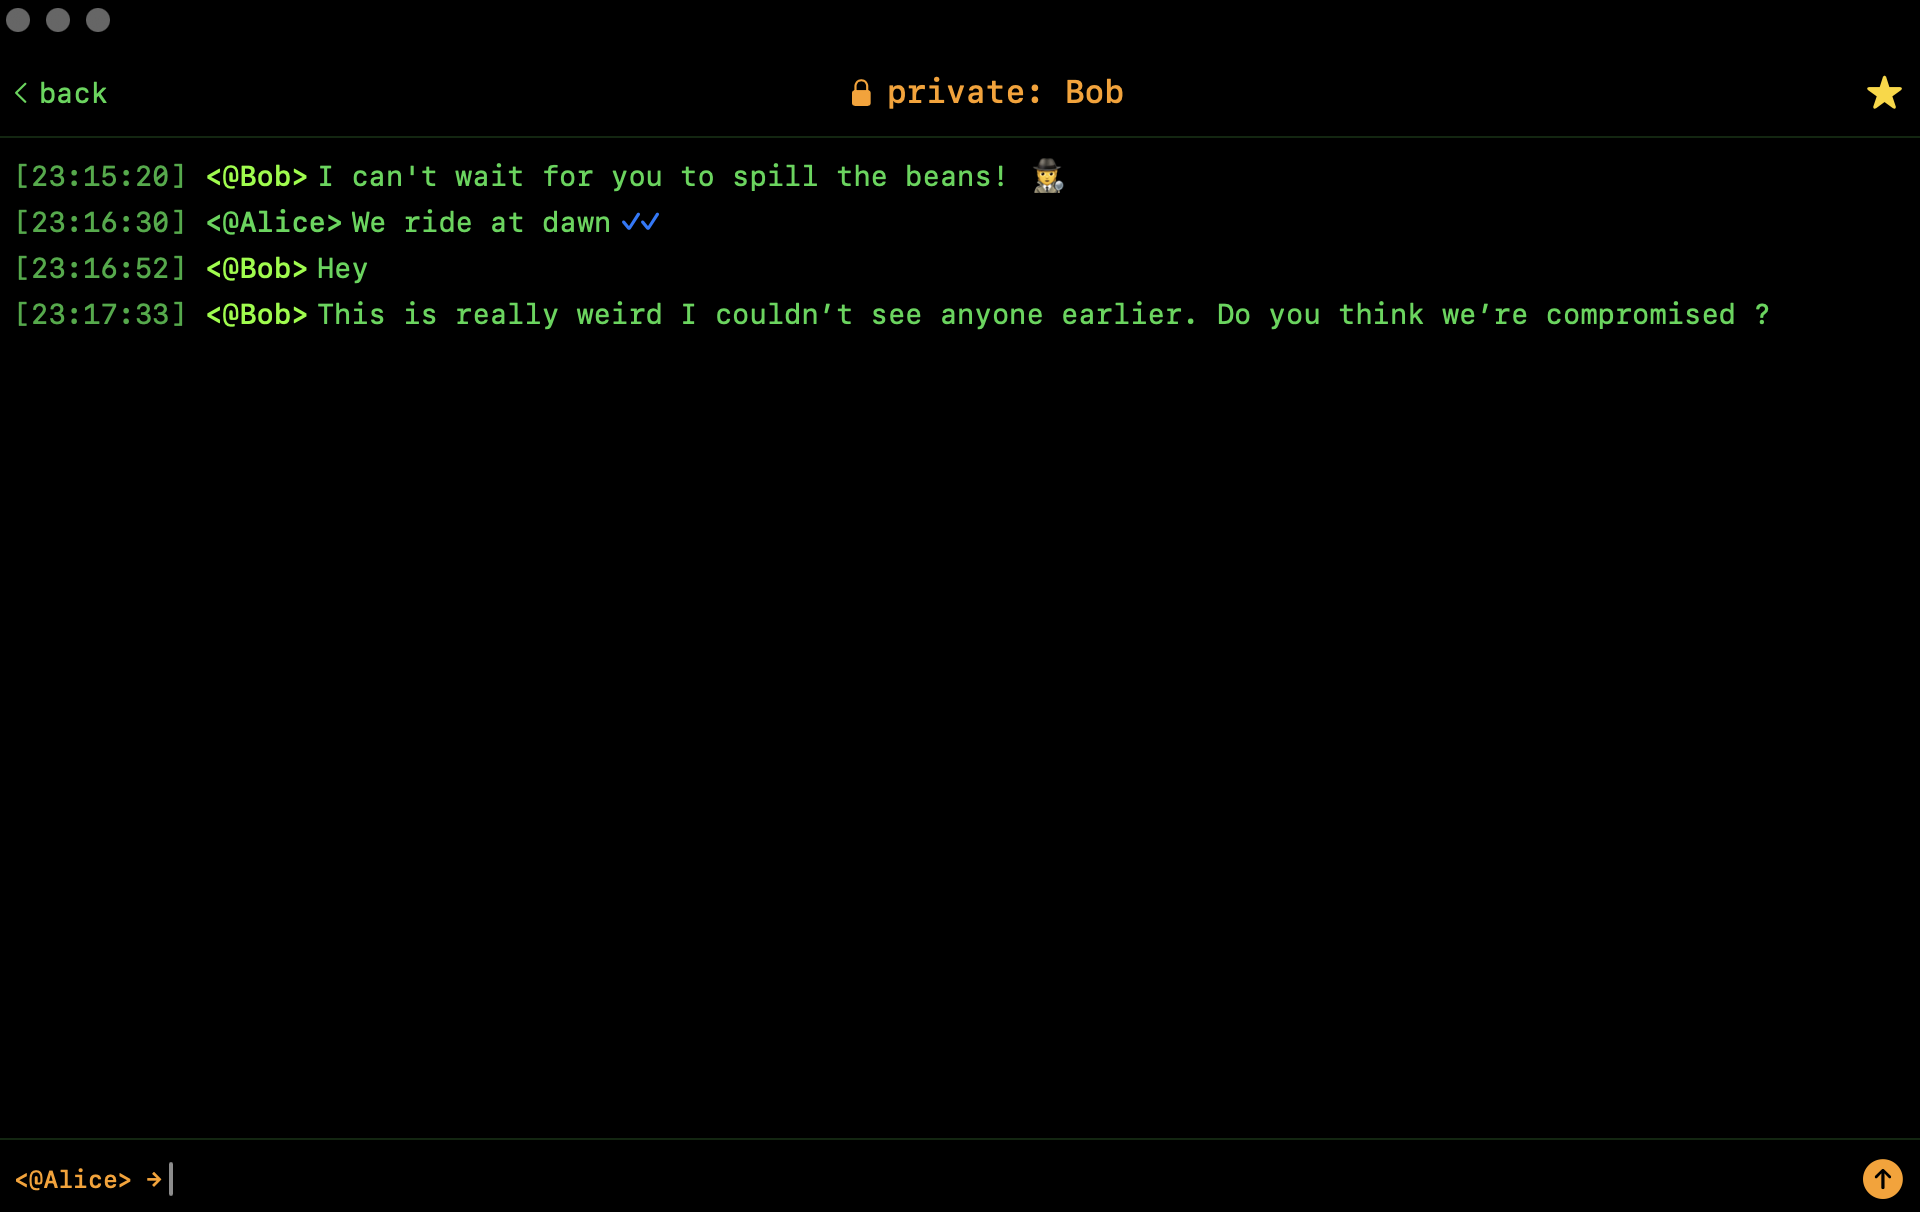 back
private: Bob
[23:15:20] <@Bob> I can't wait for you to spill the beans! 🕵️
[23:16:30] <@Alice> We ride at dawn
[23:16:52] <@Bob> Hey
[23:17:33] <@Bob> This is really weird I couldn’t see anyone earlier. Do you think we’re compromised ?
<@Alice> →